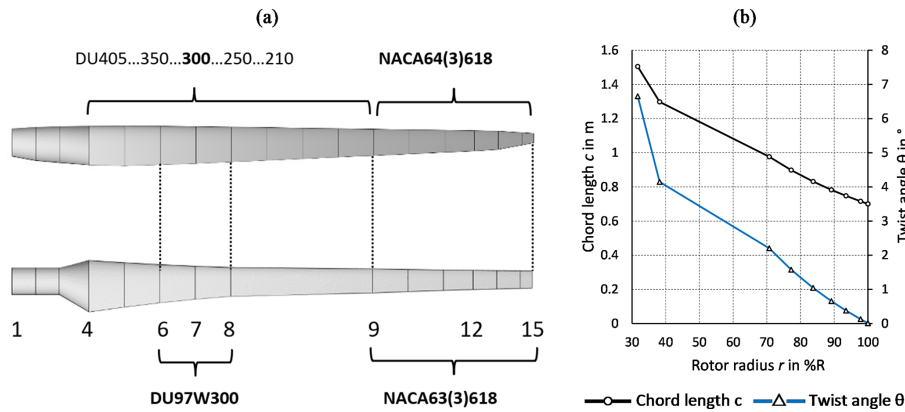 (a)
DU405...350...300...250...210
NACA64(3)618
1 4 6 7 8 9 12 15
DU97W300
NACA63(3)618
(b)
Chord length c in m
1.6
1.4
1.2
1
0.8
0.6
0.4
0.2
0
8
7
6
5
4
3
2
1
0
Twist angle θ in °
30 40 50 60 70 80 90 100
Rotor radius r in %R
Chord length c Twist angle θ